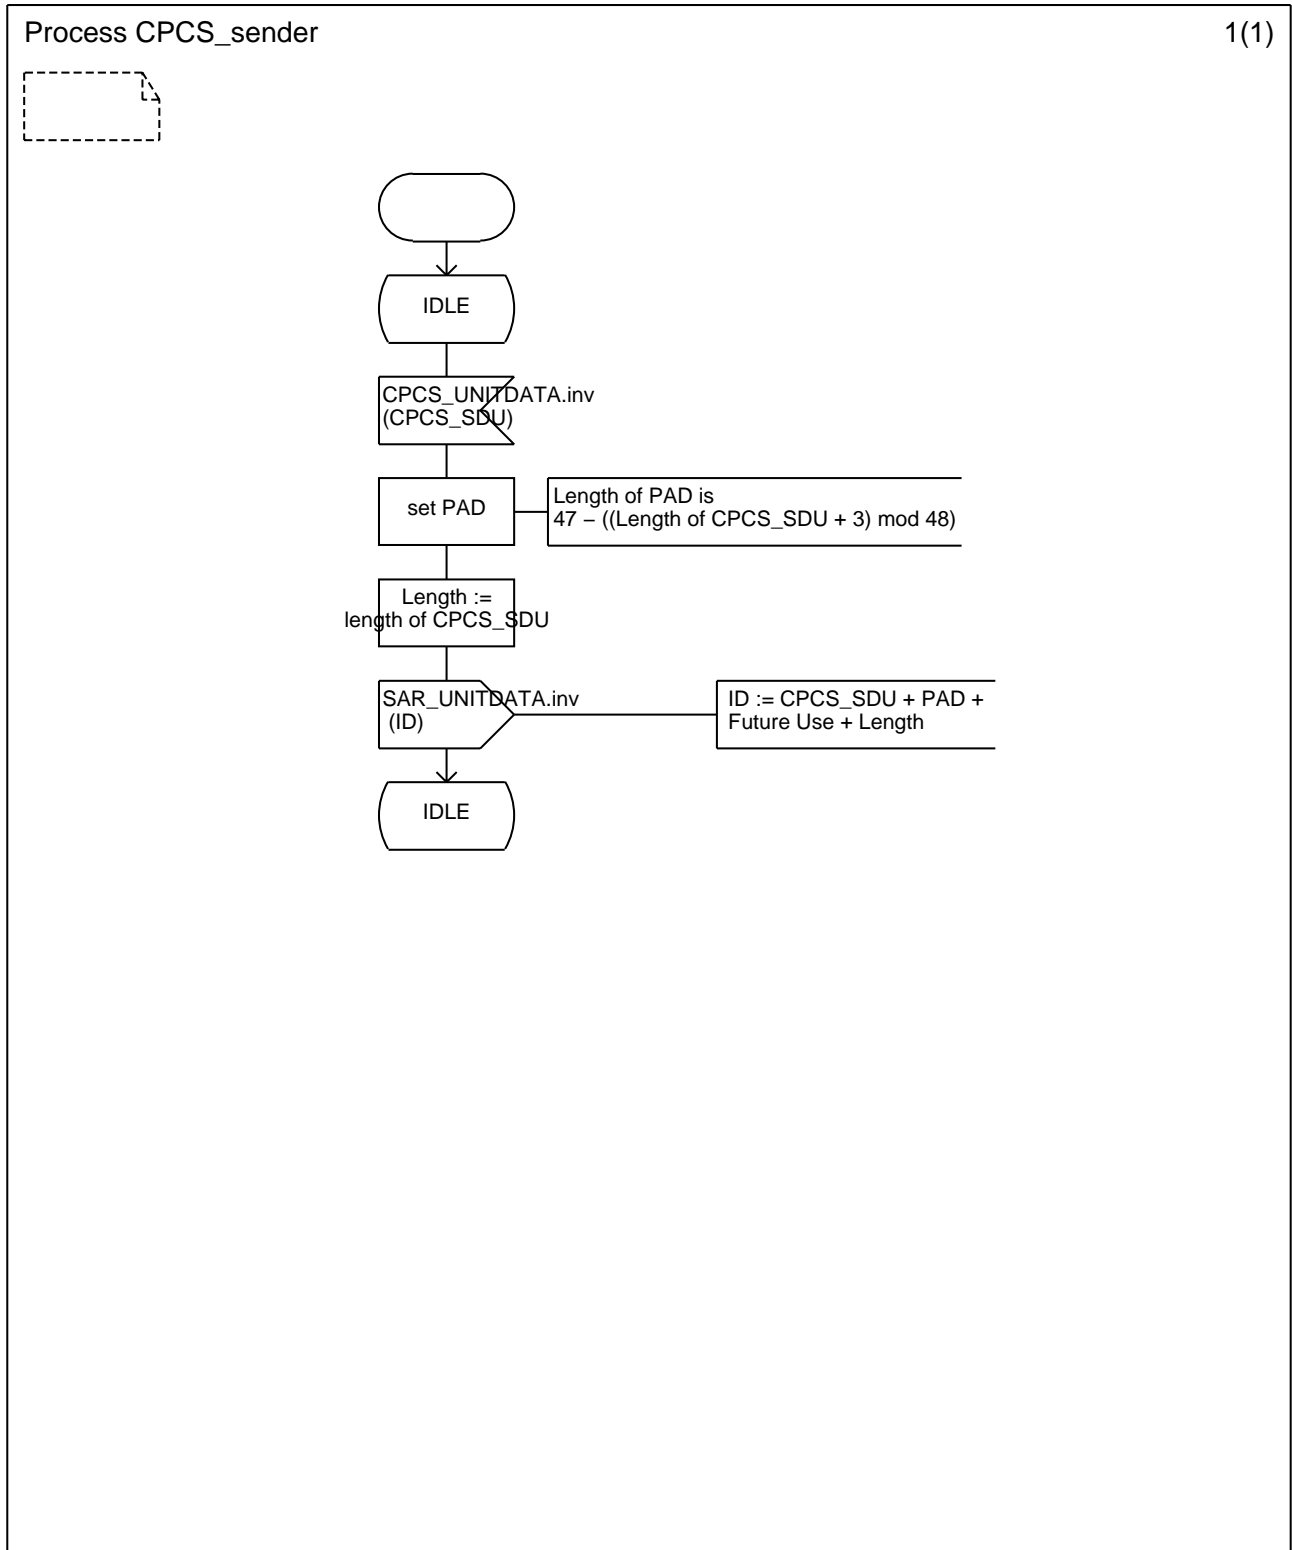 Process CPCS_sender 1(1)
IDLE
CPCS_UNITDATA.inv
(CPCS_SDU)
set PAD
Length of PAD is
47 – ((Length of CPCS_SDU + 3) mod 48)
Length :=
length of CPCS_SDU
SAR_UNITDATA.inv
(ID)
ID := CPCS_SDU + PAD +
Future Use + Length
IDLE